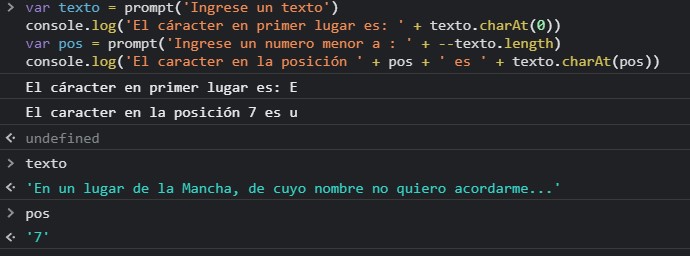 > var texto = prompt('Ingrese un texto')
console.log('El cáracter en primer lugar es: ' + texto.charAt(0))
var pos = prompt('Ingrese un numero menor a : ' + --texto.length)
console.log('El caracter en la posición ' + pos + ' es ' + texto.charAt(pos))
El cáracter en primer lugar es: E
El caracter en la posición 7 es u
undefined
> texto
'En un lugar de la Mancha, de cuyo nombre no quiero acordarme...'
> pos
'7'